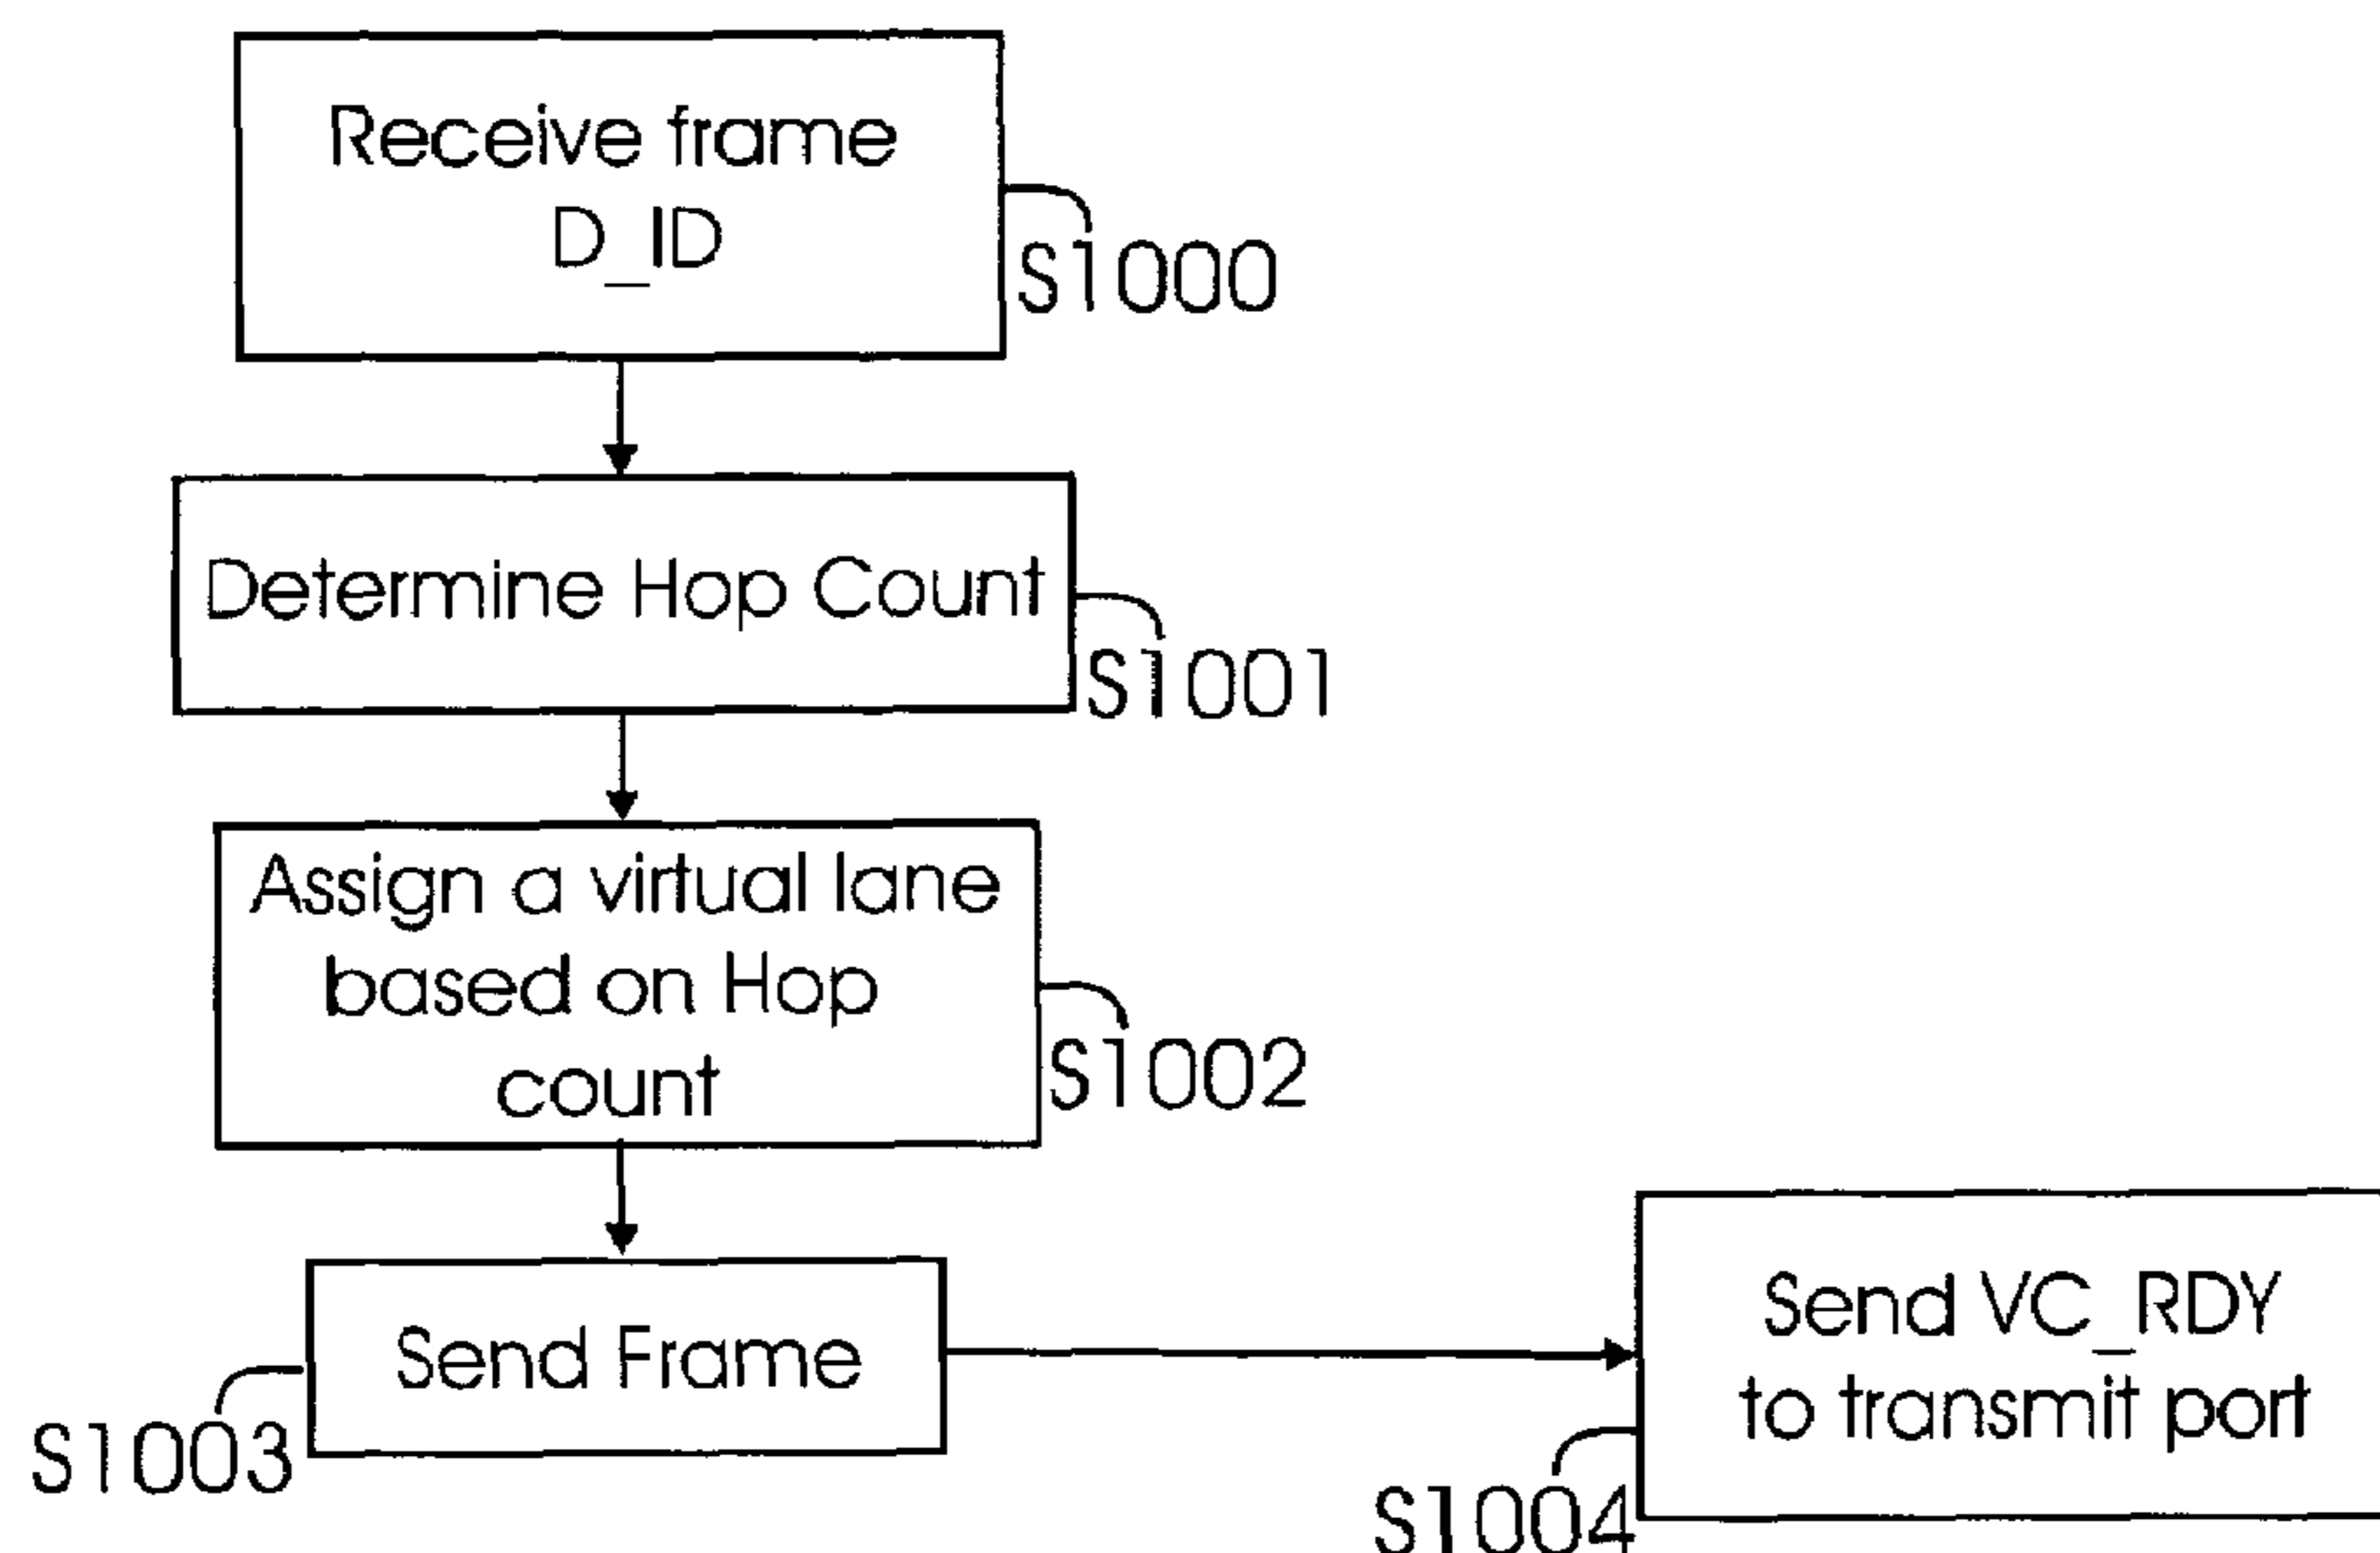 Receive frame
D_ID
S1000
Determine Hop Count
S1001
Assign a virtual lane
based on Hop
count
S1002
Send Frame
S1003
Send VC_RDY
to transmit port
S1004